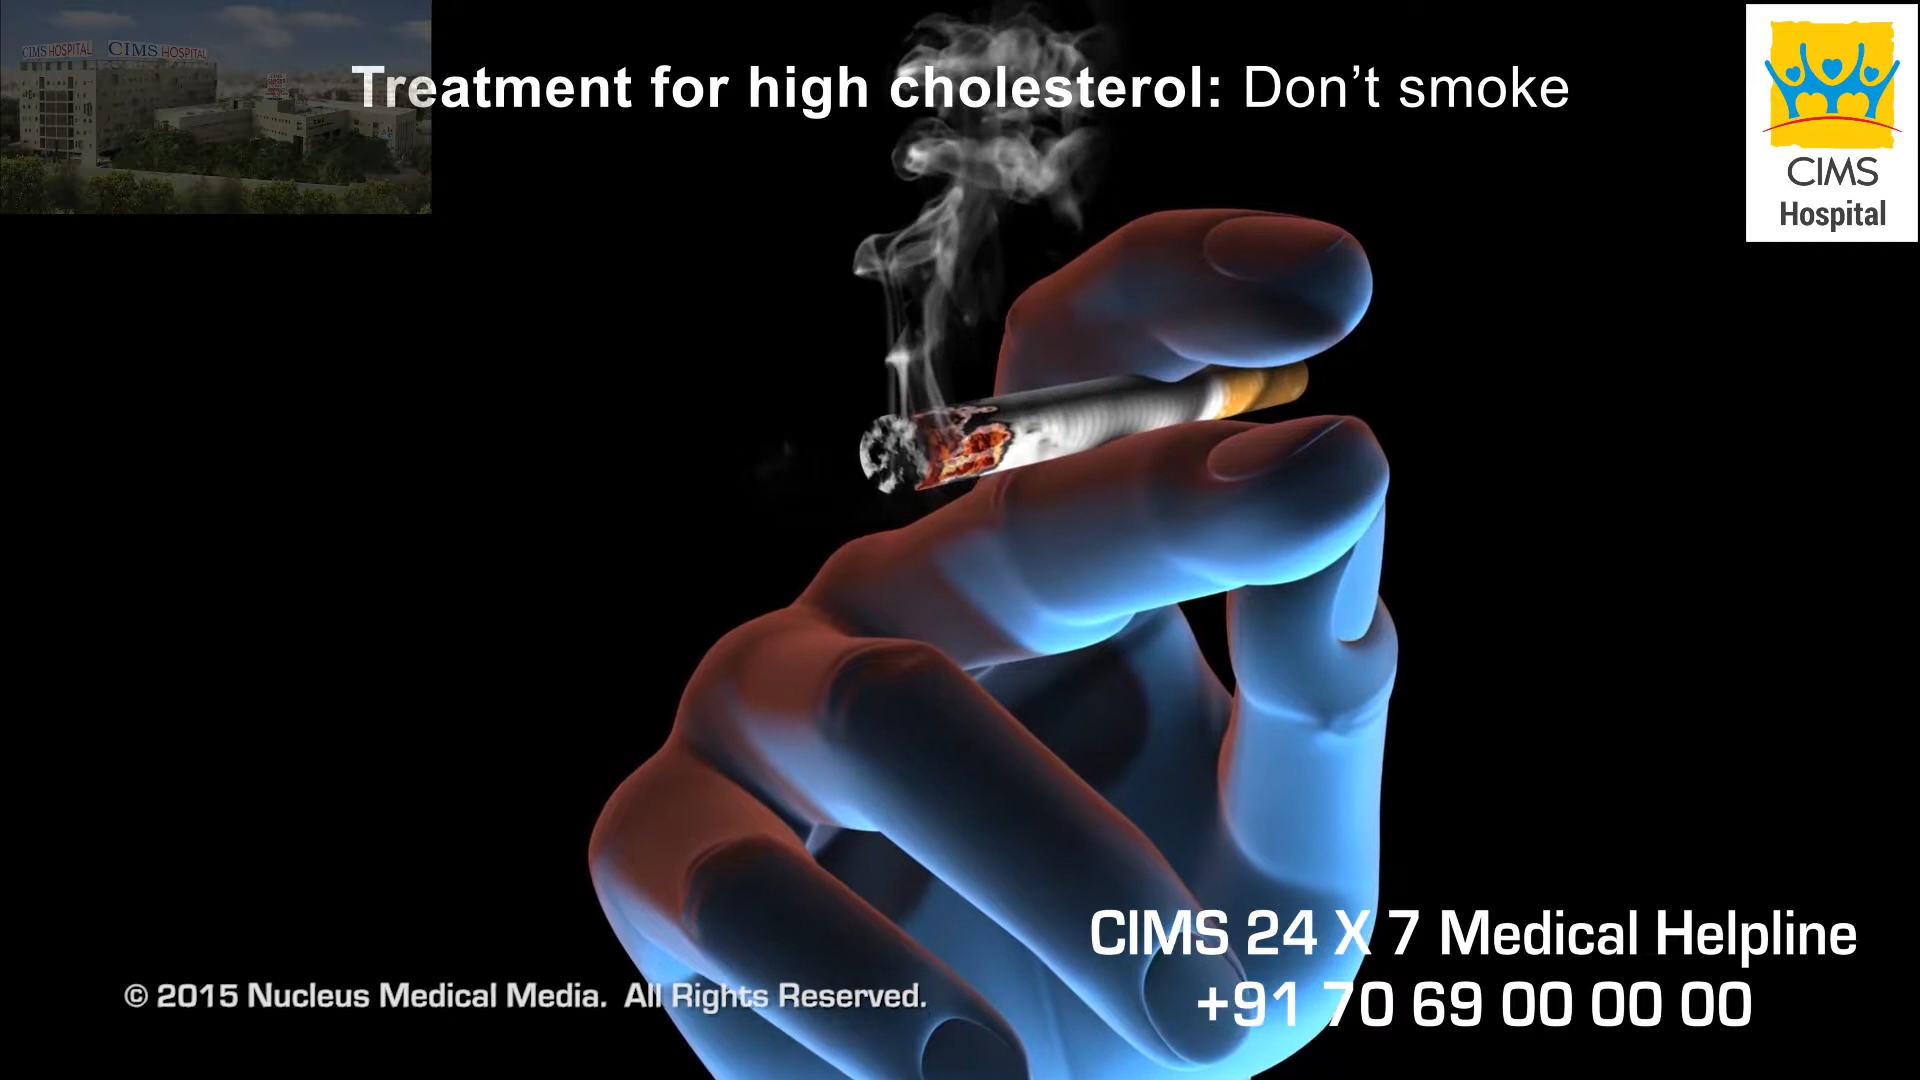 CIMS HOSPITAL CIMS HOSPITAL
Treatment for high cholesterol: Don’t smoke
CIMS
Hospital
CIMS 24 X 7 Medical Helpline
+91 70 69 00 00 00
© 2015 Nucleus Medical Media. All Rights Reserved.